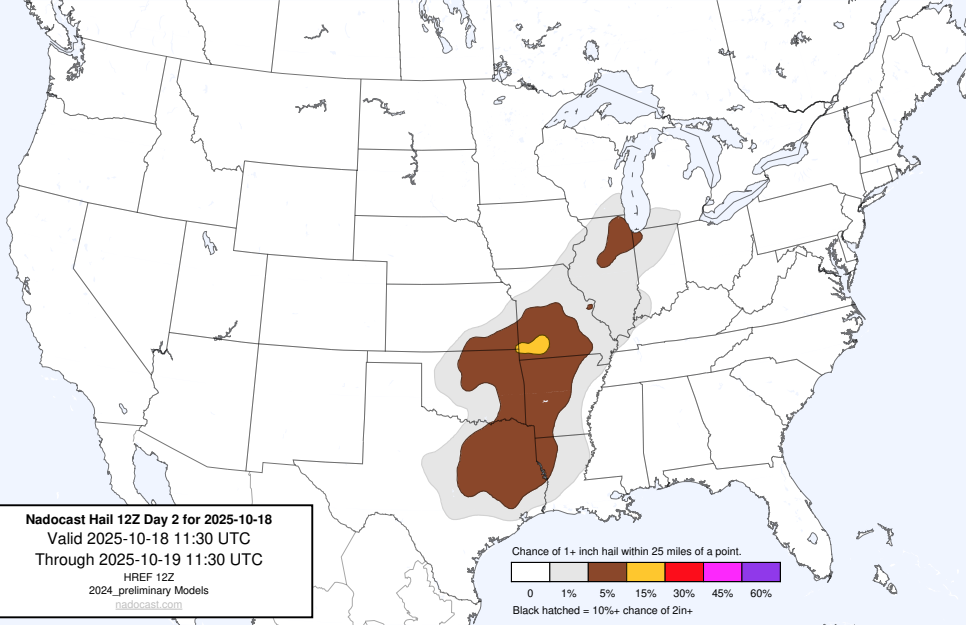 Nadocast Hail 12Z Day 2 for 2025-10-18
Valid 2025-10-18 11:30 UTC
Through 2025-10-19 11:30 UTC
HREF 12Z
2024_preliminary Models
nadocast.com
Chance of 1+ inch hail within 25 miles of a point.
0 1% 5% 15% 30% 45% 60%
Black hatched = 10%+ chance of 2in+